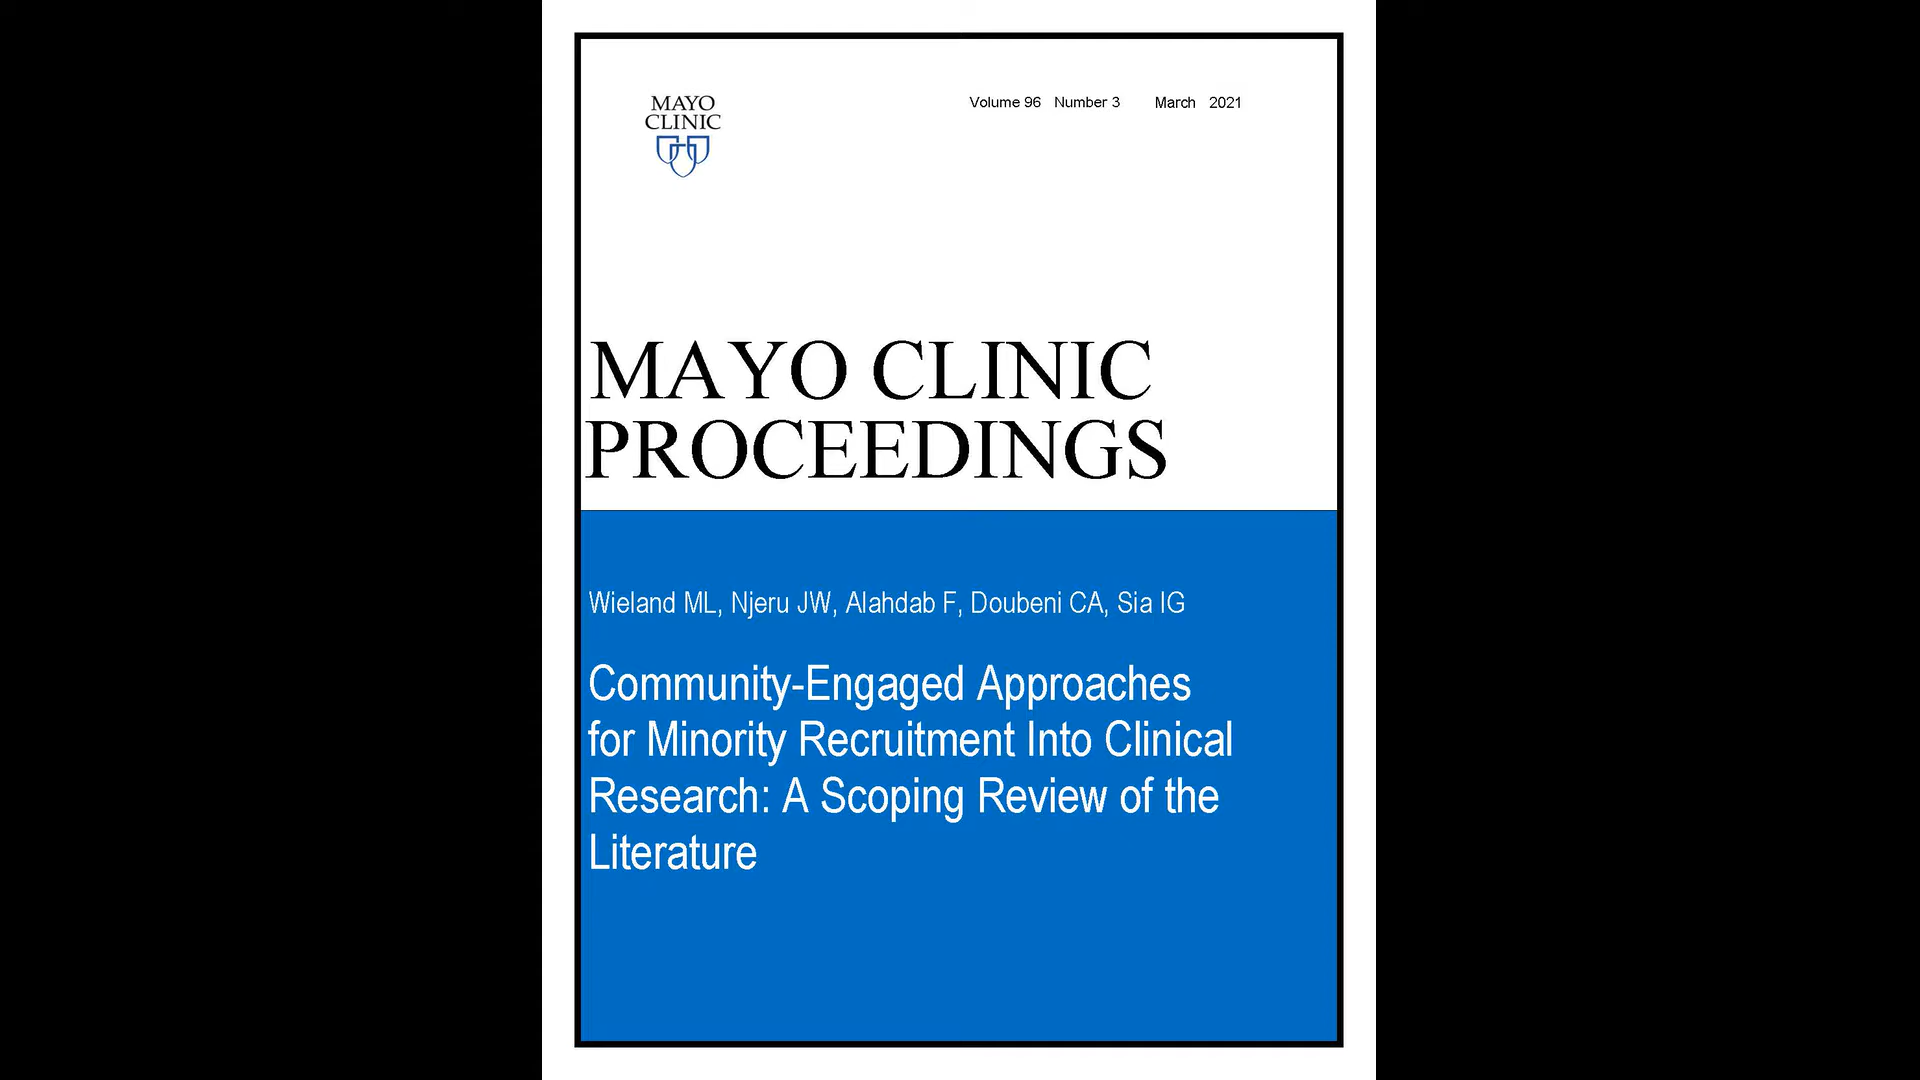 MAYO
CLINIC
Volume 96 Number 3 March 2021
MAYO CLINIC
PROCEEDINGS
Wieland ML, Njeru JW, Alahdab F, Doubeni CA, Sia IG
Community-Engaged Approaches
for Minority Recruitment Into Clinical
Research: A Scoping Review of the
Literature